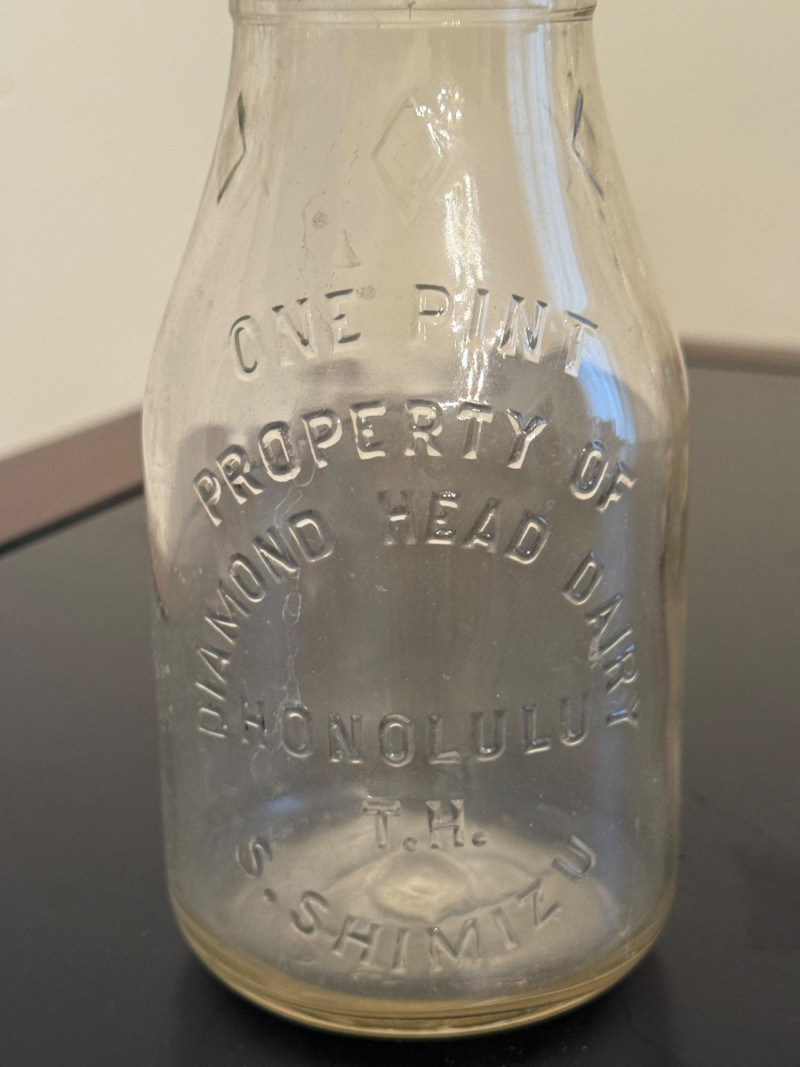 ONE PINT
PROPERTY OF
DIAMOND HEAD DAIRY
HONOLULU
T.H.
S. SHIMIZU